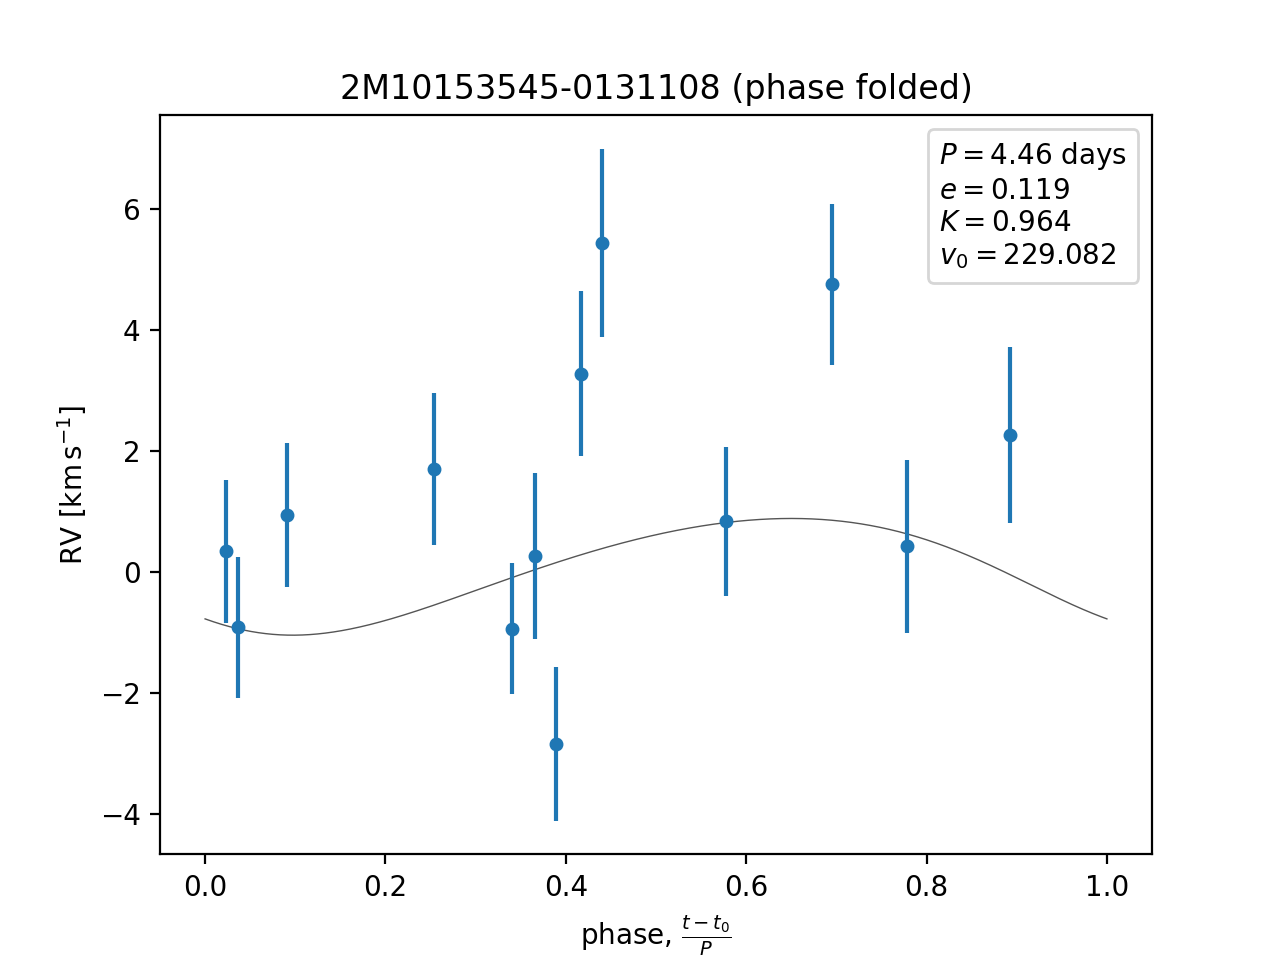 2M10153545-0131108 (phase folded)
P = 4.46 days
e = 0.119
K = 0.964
v₀ = 229.082
RV [km s⁻¹]
6
4
2
0
−2
−4
0.0 0.2 0.4 0.6 0.8 1.0
phase, (t − t₀)/P